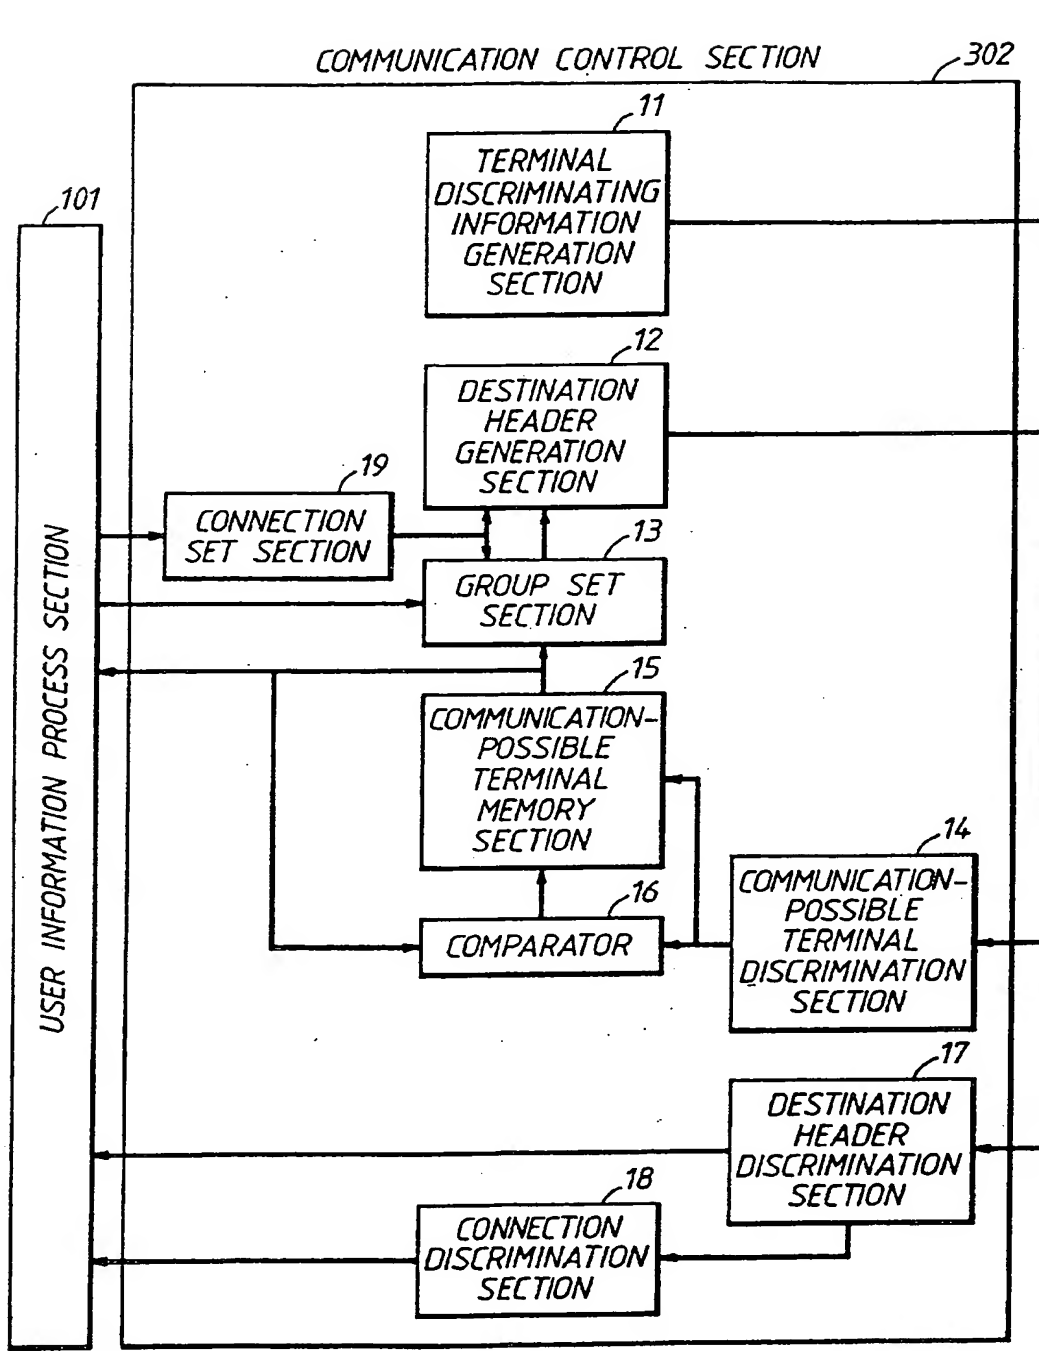 COMMUNICATION CONTROL SECTION
302
11
TERMINAL
DISCRIMINATING
INFORMATION
GENERATION
SECTION
101
12
DESTINATION
HEADER
GENERATION
SECTION
19
CONNECTION
SET SECTION
13
GROUP SET
SECTION
USER INFORMATION PROCESS SECTION
15
COMMUNICATION-
POSSIBLE
TERMINAL
MEMORY
SECTION
14
COMMUNICATION-
POSSIBLE
TERMINAL
DISCRIMINATION
SECTION
16
COMPARATOR
17
DESTINATION
HEADER
DISCRIMINATION
SECTION
18
CONNECTION
DISCRIMINATION
SECTION